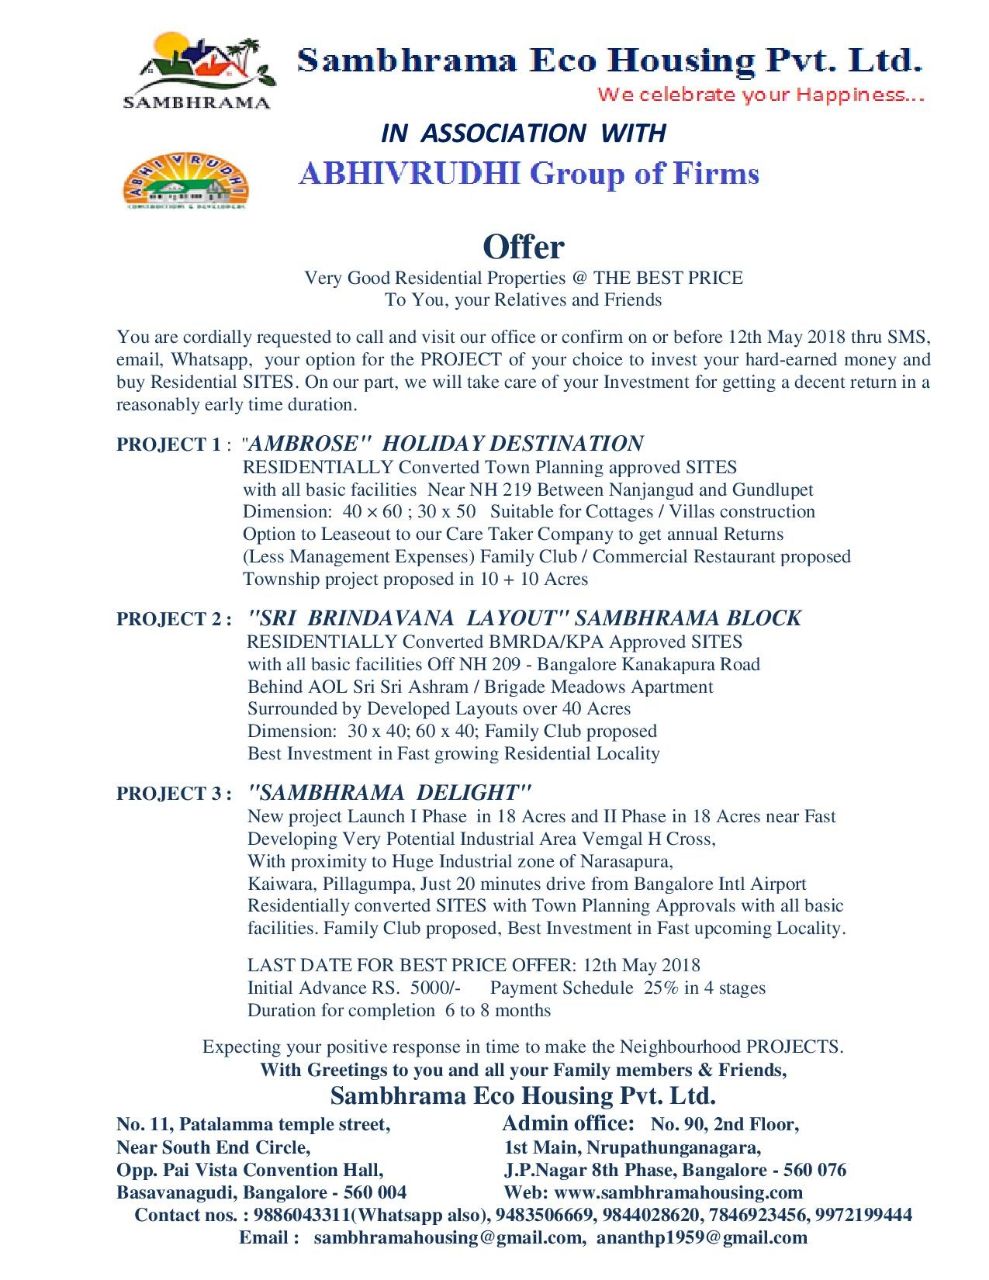 SAMBHRAMA
Sambhrama Eco Housing Pvt. Ltd.
We celebrate your Happiness...
IN ASSOCIATION WITH
ABHIVRUDHI
CONSTRUCTIONS & DEVELOPERS
ABHIVRUDHI Group of Firms
Offer
Very Good Residential Properties @ THE BEST PRICE
To You, your Relatives and Friends
You are cordially requested to call and visit our office or confirm on or before 12th May 2018 thru SMS,
email, Whatsapp, your option for the PROJECT of your choice to invest your hard-earned money and
buy Residential SITES. On our part, we will take care of your Investment for getting a decent return in a
reasonably early time duration.
PROJECT 1 : "AMBROSE" HOLIDAY DESTINATION
RESIDENTIALLY Converted Town Planning approved SITES
with all basic facilities Near NH 219 Between Nanjangud and Gundlupet
Dimension: 40 × 60 ; 30 x 50 Suitable for Cottages / Villas construction
Option to Leaseout to our Care Taker Company to get annual Returns
(Less Management Expenses) Family Club / Commercial Restaurant proposed
Township project proposed in 10 + 10 Acres
PROJECT 2 : "SRI BRINDAVANA LAYOUT" SAMBHRAMA BLOCK
RESIDENTIALLY Converted BMRDA/KPA Approved SITES
with all basic facilities Off NH 209 - Bangalore Kanakapura Road
Behind AOL Sri Sri Ashram / Brigade Meadows Apartment
Surrounded by Developed Layouts over 40 Acres
Dimension: 30 x 40; 60 x 40; Family Club proposed
Best Investment in Fast growing Residential Locality
PROJECT 3 : "SAMBHRAMA DELIGHT"
New project Launch I Phase in 18 Acres and II Phase in 18 Acres near Fast
Developing Very Potential Industrial Area Vemgal H Cross,
With proximity to Huge Industrial zone of Narasapura,
Kaiwara, Pillagumpa, Just 20 minutes drive from Bangalore Intl Airport
Residentially converted SITES with Town Planning Approvals with all basic
facilities. Family Club proposed, Best Investment in Fast upcoming Locality.
LAST DATE FOR BEST PRICE OFFER: 12th May 2018
Initial Advance RS. 5000/- Payment Schedule 25% in 4 stages
Duration for completion 6 to 8 months
Expecting your positive response in time to make the Neighbourhood PROJECTS.
With Greetings to you and all your Family members & Friends,
Sambhrama Eco Housing Pvt. Ltd.
No. 11, Patalamma temple street, Admin office: No. 90, 2nd Floor,
Near South End Circle, 1st Main, Nrupathunganagara,
Opp. Pai Vista Convention Hall, J.P.Nagar 8th Phase, Bangalore - 560 076
Basavanagudi, Bangalore - 560 004 Web: www.sambhramahousing.com
Contact nos. : 9886043311(Whatsapp also), 9483506669, 9844028620, 7846923456, 9972199444
Email : sambhramahousing@gmail.com, ananthp1959@gmail.com